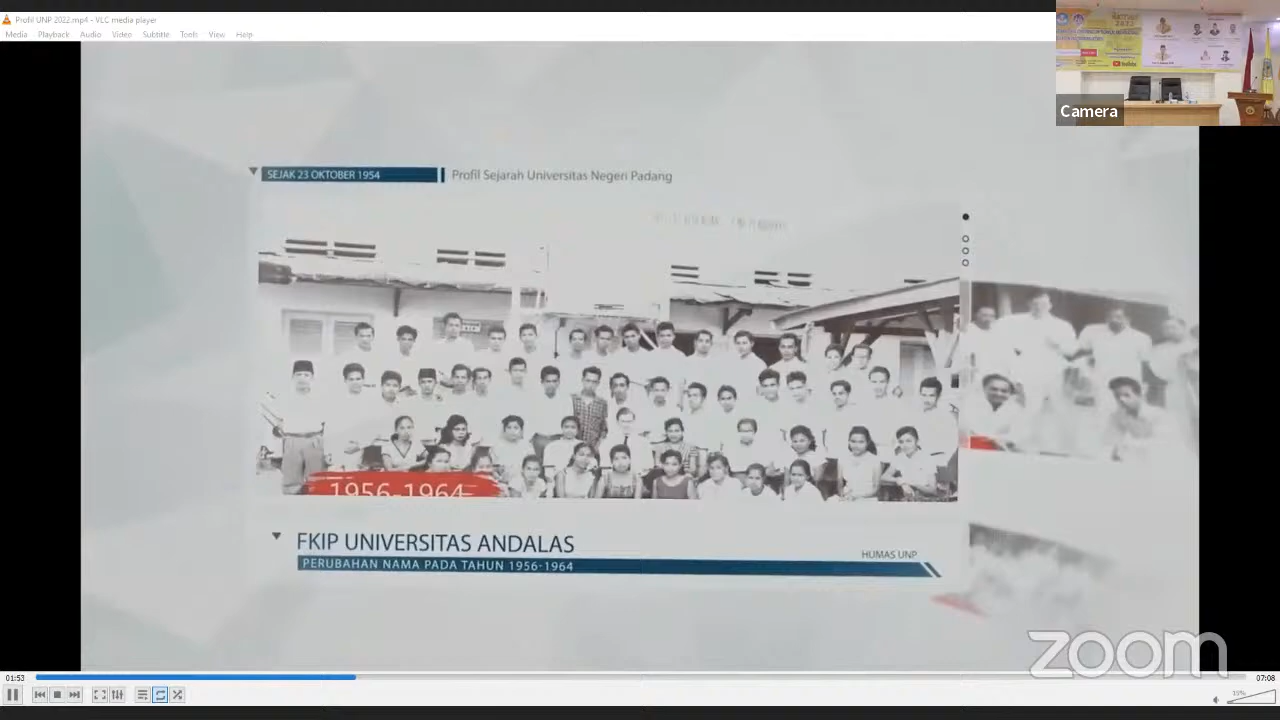 Profil UNP 2022.mp4 - VLC media player
Media Playback Audio Video Subtitle Tools View Help
Camera
SEJAK 23 OKTOBER 1954
Profil Sejarah Universitas Negeri Padang
1956-1964
FKIP UNIVERSITAS ANDALAS
HUMAS UNP
PERUBAHAN NAMA PADA TAHUN 1956-1964
zoom
01:53
07:08